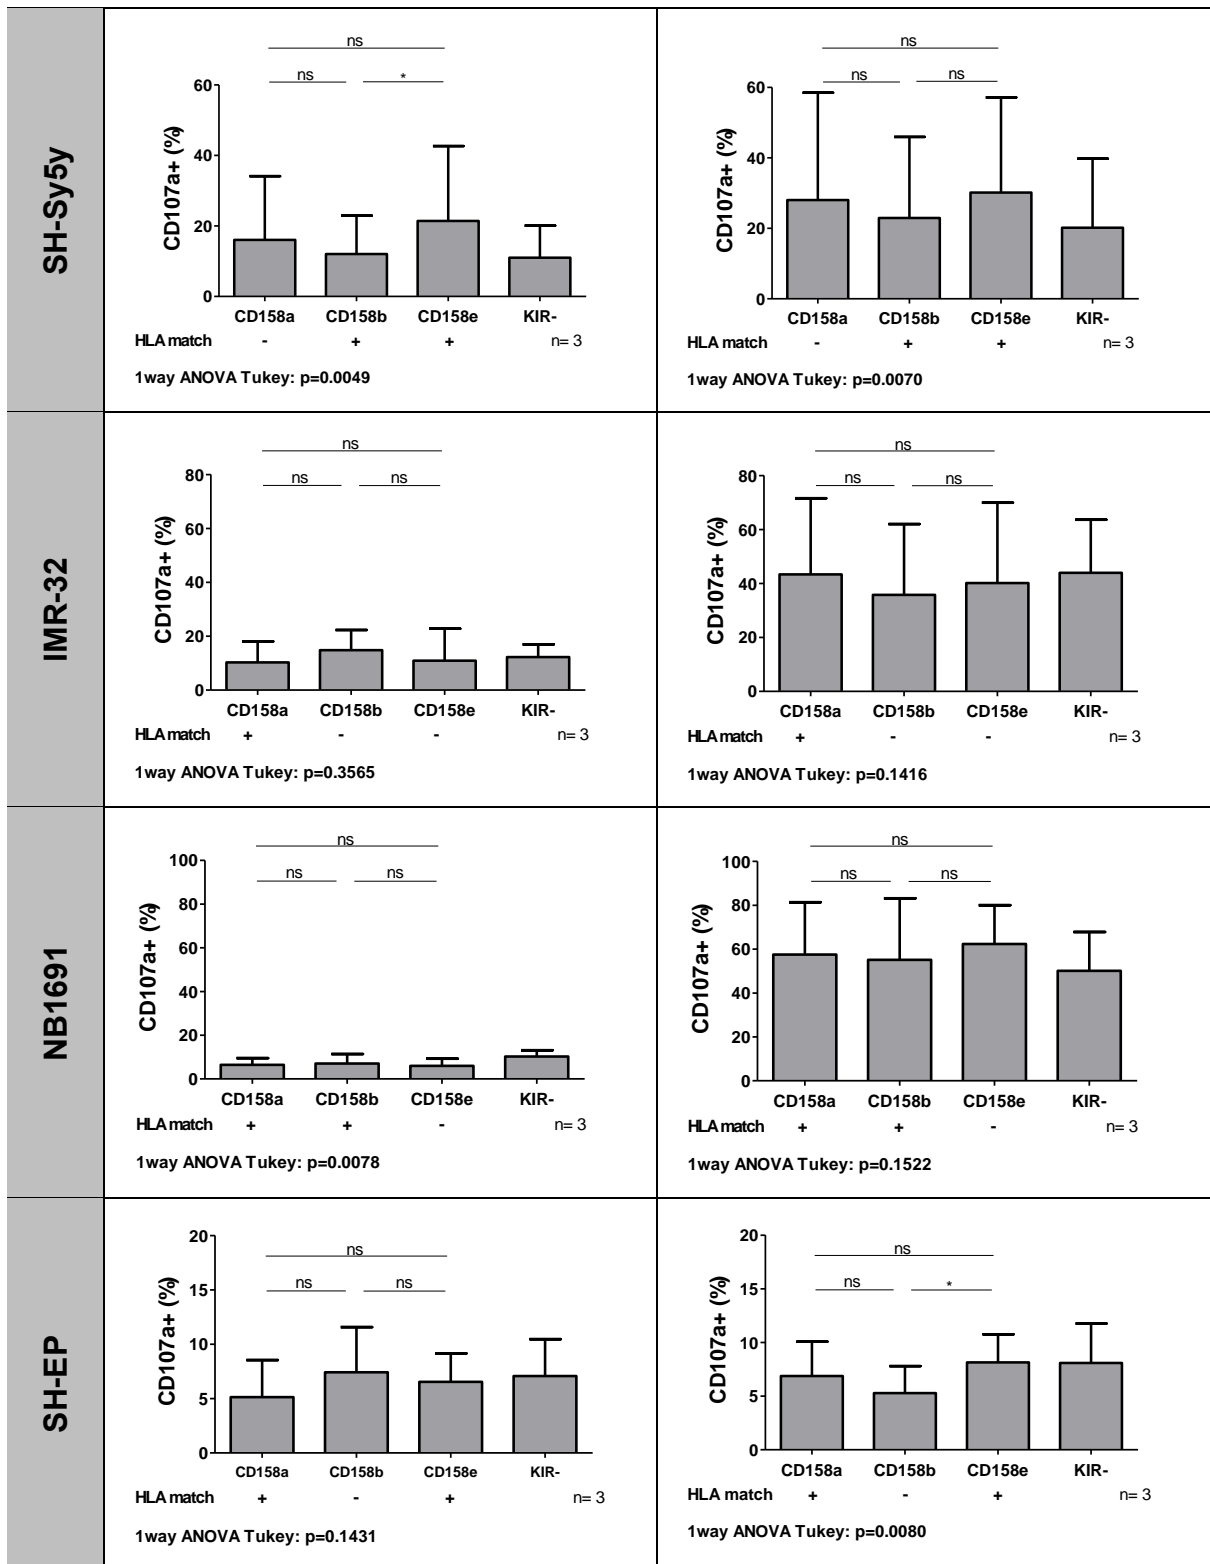 SH-Sy5y
ns
ns *
60
40
20
0
CD107a+ (%)
CD158a CD158b CD158e KIR-
HLA match - + + n= 3
1way ANOVA Tukey: p=0.0049
ns
ns ns
60
40
20
0
CD107a+ (%)
CD158a CD158b CD158e KIR-
HLA match - + + n= 3
1way ANOVA Tukey: p=0.0070
IMR-32
ns
ns ns
80
60
40
20
0
CD107a+ (%)
CD158a CD158b CD158e KIR-
HLA match + - - n= 3
1way ANOVA Tukey: p=0.3565
ns
ns ns
80
60
40
20
0
CD107a+ (%)
CD158a CD158b CD158e KIR-
HLA match + - - n= 3
1way ANOVA Tukey: p=0.1416
NB1691
ns
ns ns
100
80
60
40
20
0
CD107a+ (%)
CD158a CD158b CD158e KIR-
HLA match + + - n= 3
1way ANOVA Tukey: p=0.0078
ns
ns ns
100
80
60
40
20
0
CD107a+ (%)
CD158a CD158b CD158e KIR-
HLA match + + - n= 3
1way ANOVA Tukey: p=0.1522
SH-EP
ns
ns ns
20
15
10
5
0
CD107a+ (%)
CD158a CD158b CD158e KIR-
HLA match + - + n= 3
1way ANOVA Tukey: p=0.1431
ns
ns *
20
15
10
5
0
CD107a+ (%)
CD158a CD158b CD158e KIR-
HLA match + - + n= 3
1way ANOVA Tukey: p=0.0080